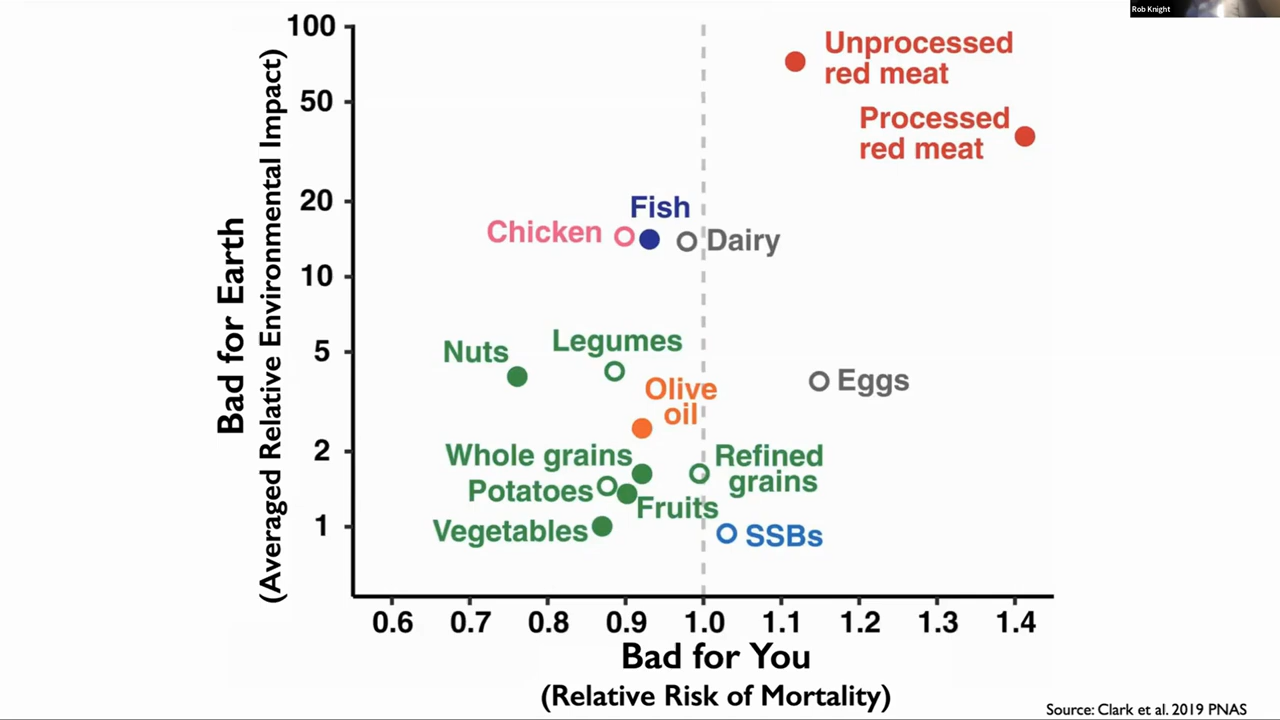 Rob Knight
100
50
20
10
5
2
1
Bad for Earth
(Averaged Relative Environmental Impact)
Unprocessed
red meat
Processed
red meat
Fish
Chicken
Dairy
Nuts
Legumes
Eggs
Olive
oil
Whole grains
Refined
grains
Potatoes
Fruits
Vegetables
SSBs
0.6 0.7 0.8 0.9 1.0 1.1 1.2 1.3 1.4
Bad for You
(Relative Risk of Mortality)
Source: Clark et al. 2019 PNAS